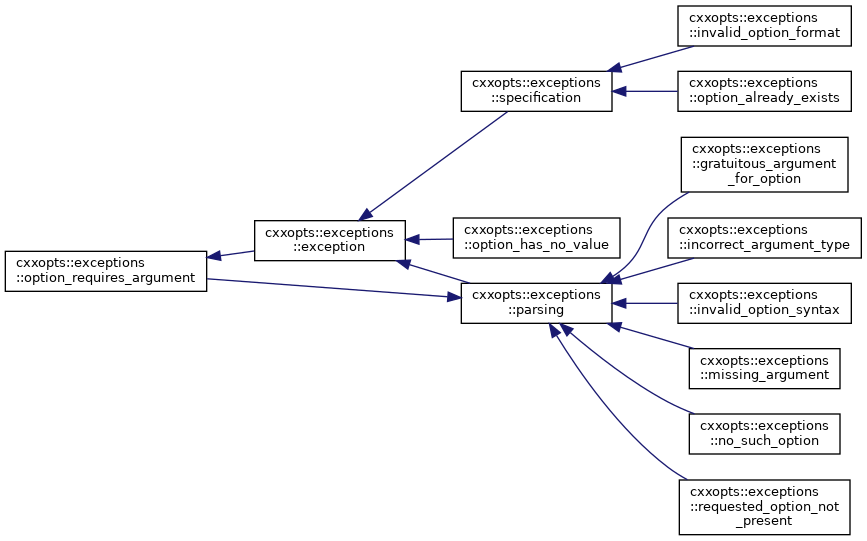 cxxopts::exceptions
::invalid_option_format
cxxopts::exceptions
::specification
cxxopts::exceptions
::option_already_exists
cxxopts::exceptions
::gratuitous_argument
_for_option
cxxopts::exceptions
::exception
cxxopts::exceptions
::option_has_no_value
cxxopts::exceptions
::incorrect_argument_type
cxxopts::exceptions
::option_requires_argument
cxxopts::exceptions
::parsing
cxxopts::exceptions
::invalid_option_syntax
cxxopts::exceptions
::missing_argument
cxxopts::exceptions
::no_such_option
cxxopts::exceptions
::requested_option_not
_present